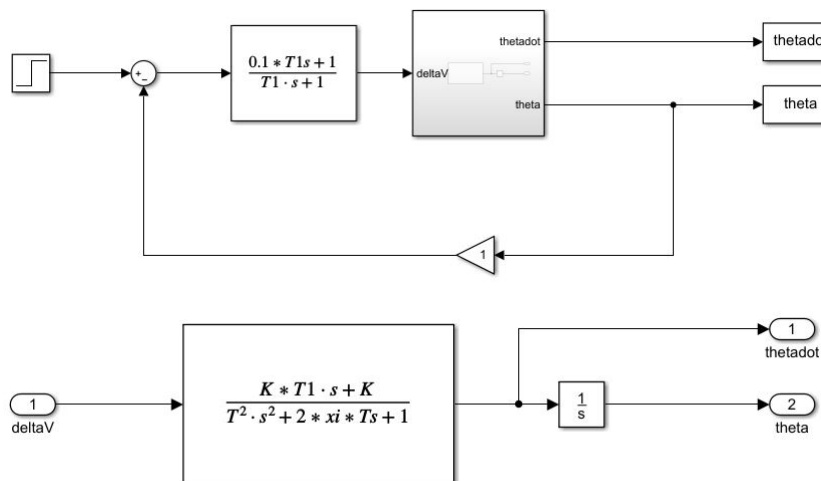 thetadot
thetado
+
−
0.1 * T1s + 1
T1 · s + 1
deltaV
theta
theta
1
1
thetadot
K * T1 · s + K
T² · s² + 2 * xi * Ts + 1
1
deltaV
1
s
2
theta